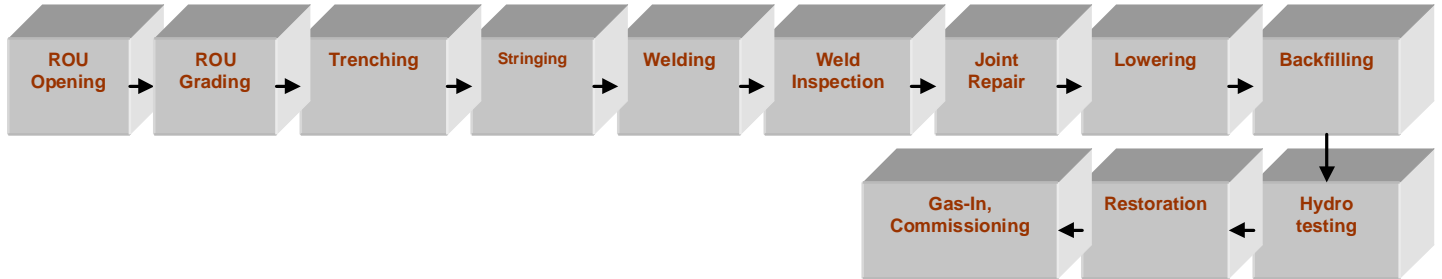 ROU
Opening
ROU
Grading
Trenching
Stringing
Welding
Weld
Inspection
Joint
Repair
Lowering
Backfilling
Hydro
testing
Restoration
Gas-In,
Commissioning